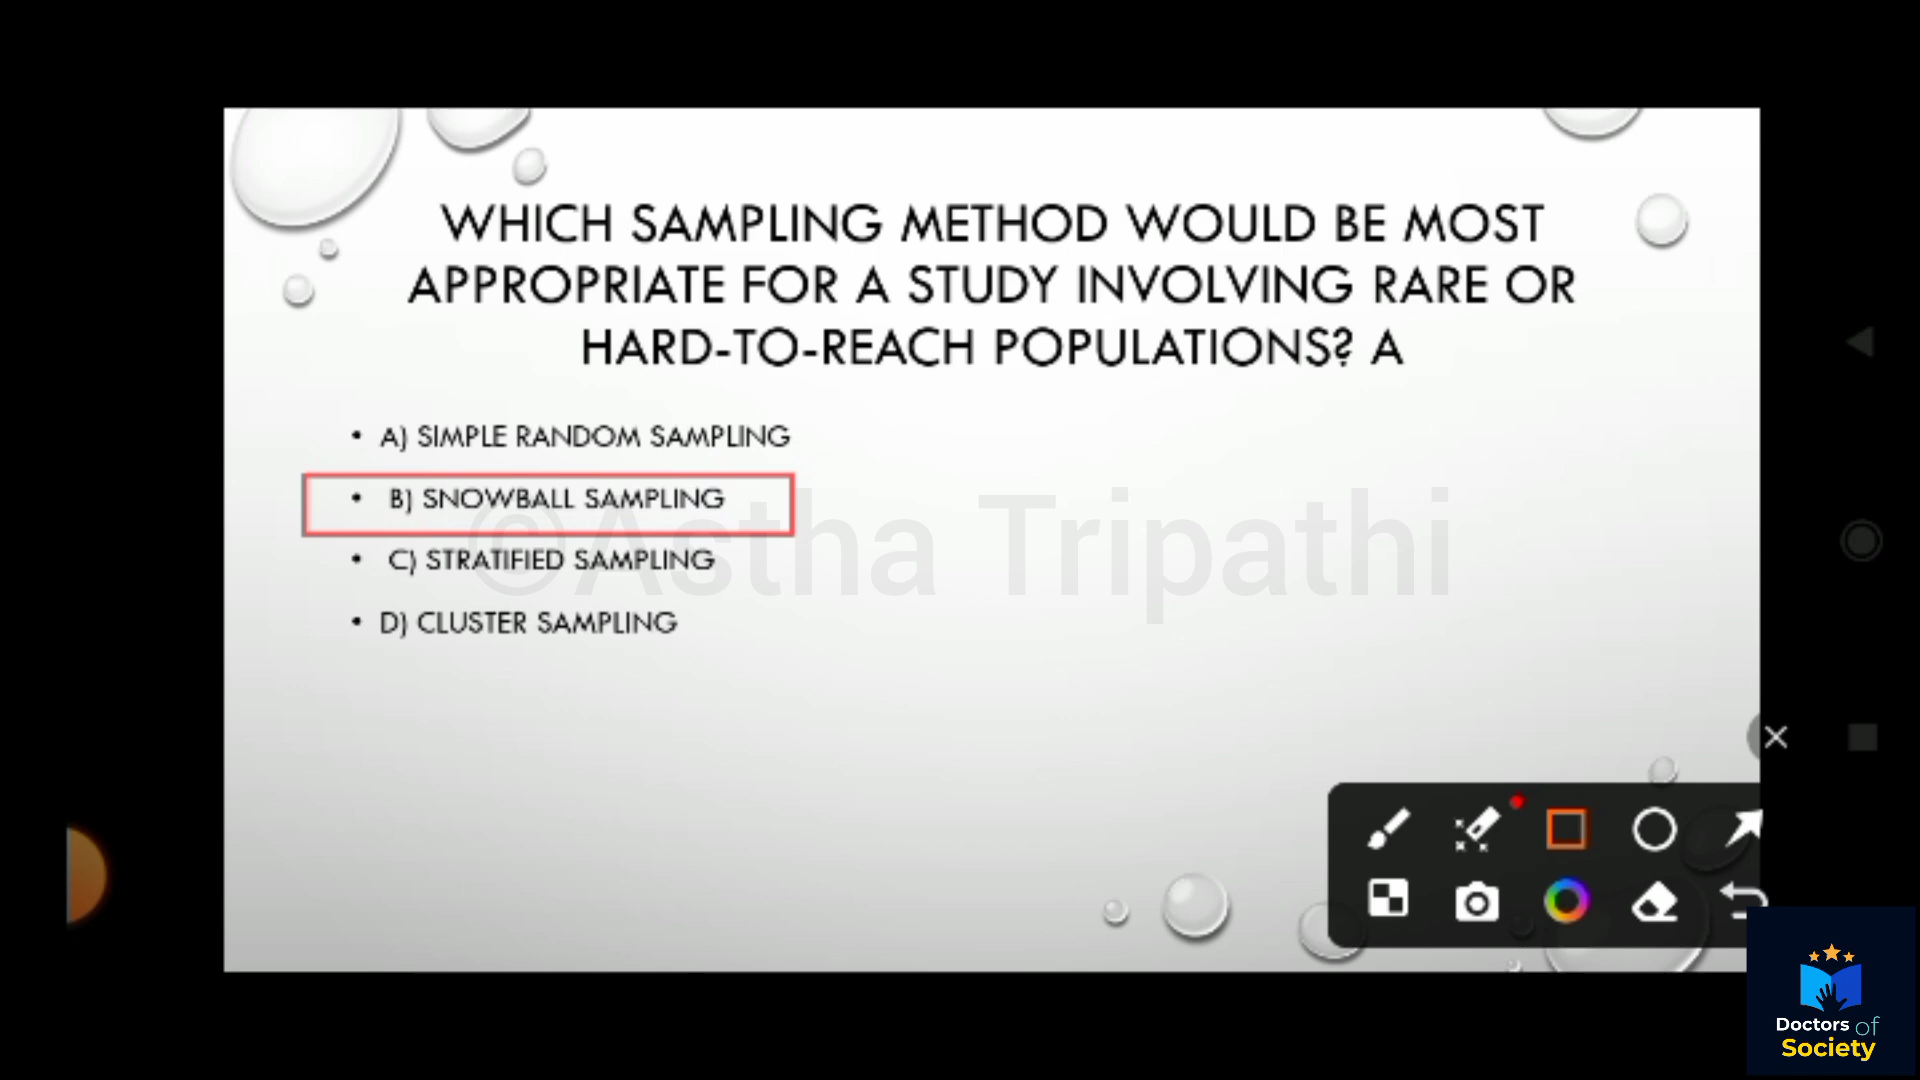 WHICH SAMPLING METHOD WOULD BE MOST
APPROPRIATE FOR A STUDY INVOLVING RARE OR
HARD-TO-REACH POPULATIONS? A
• A) SIMPLE RANDOM SAMPLING
• B) SNOWBALL SAMPLING
• C) STRATIFIED SAMPLING
• D) CLUSTER SAMPLING
©Astha Tripathi
Doctors of
Society